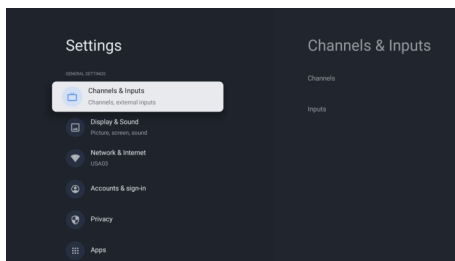 Settings
GENERAL SETTINGS
Channels & Inputs
Channels, external inputs
Display & Sound
Picture, screen, sound
Network & Internet
USA03
Accounts & sign-in
Privacy
Apps
Channels & Inputs
Channels
Inputs